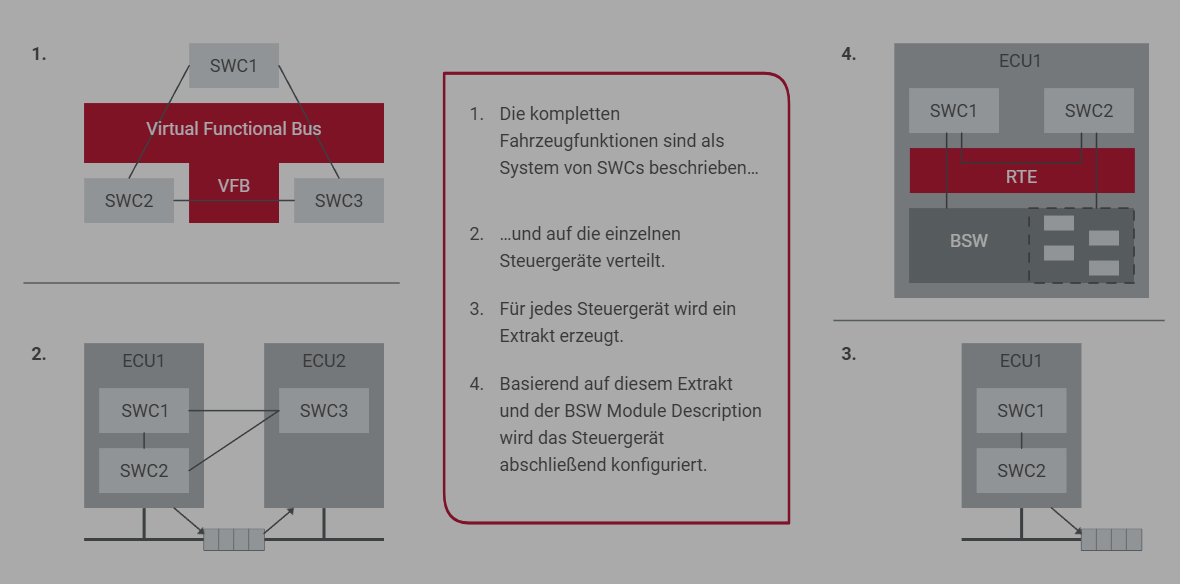 1.
SWC1
Virtual Functional Bus
VFB
SWC2
SWC3
2.
ECU1
ECU2
SWC1
SWC3
SWC2
1. Die kompletten
Fahrzeugfunktionen sind als
System von SWCs beschrieben…
2. …und auf die einzelnen
Steuergeräte verteilt.
3. Für jedes Steuergerät wird ein
Extrakt erzeugt.
4. Basierend auf diesem Extrakt
und der BSW Module Description
wird das Steuergerät
abschließend konfiguriert.
4.
ECU1
SWC1
SWC2
RTE
BSW
3.
ECU1
SWC1
SWC2